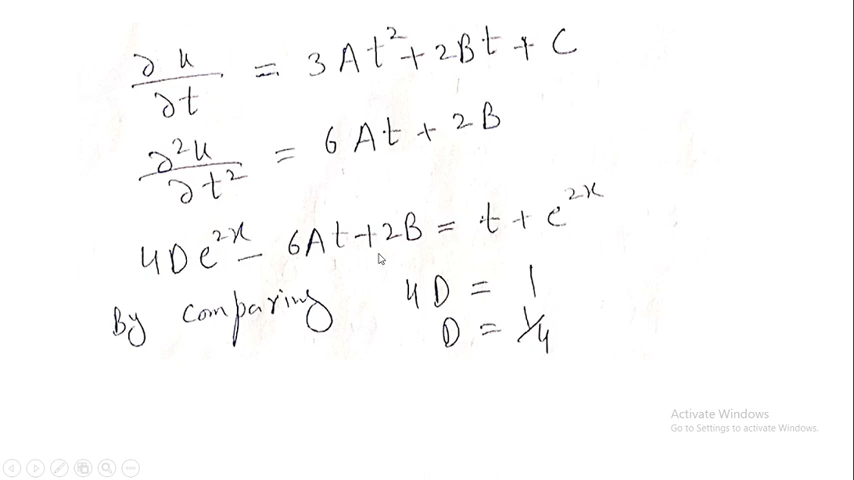 ∂u/∂t = 3At² + 2Bt + C
∂²u/∂t² = 6At + 2B
4De^2x - 6At + 2B = t + e^2x
By comparing 4D = 1
D = 1/4
Activate Windows
Go to Settings to activate Windows.